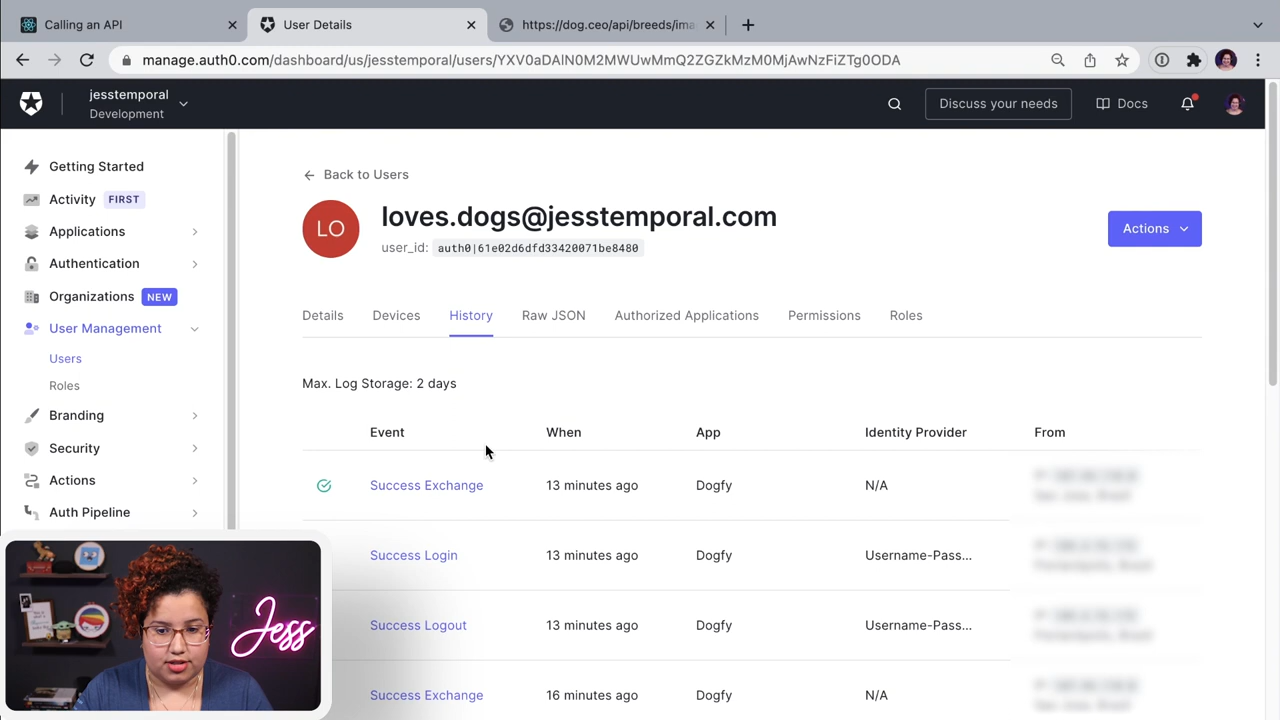 Calling an API
User Details
https://dog.ceo/api/breeds/ima
manage.auth0.com/dashboard/us/jesstemporal/users/YXV0aDAlN0M2MWUwMmQ2ZGZkMzM0MjAwNzFiZTg0ODA
jesstemporal
Development
Discuss your needs
Docs
Getting Started
Activity FIRST
Applications
Authentication
Organizations NEW
User Management
Users
Roles
Branding
Security
Actions
Auth Pipeline
Back to Users
LO
loves.dogs@jesstemporal.com
user_id: auth0|61e02d6dfd33420071be8480
Actions
Details Devices History Raw JSON Authorized Applications Permissions Roles
Max. Log Storage: 2 days
Event When App Identity Provider From
Success Exchange 13 minutes ago Dogfy N/A
Success Login 13 minutes ago Dogfy Username-Pass...
Success Logout 13 minutes ago Dogfy Username-Pass...
Success Exchange 16 minutes ago Dogfy N/A
Jess